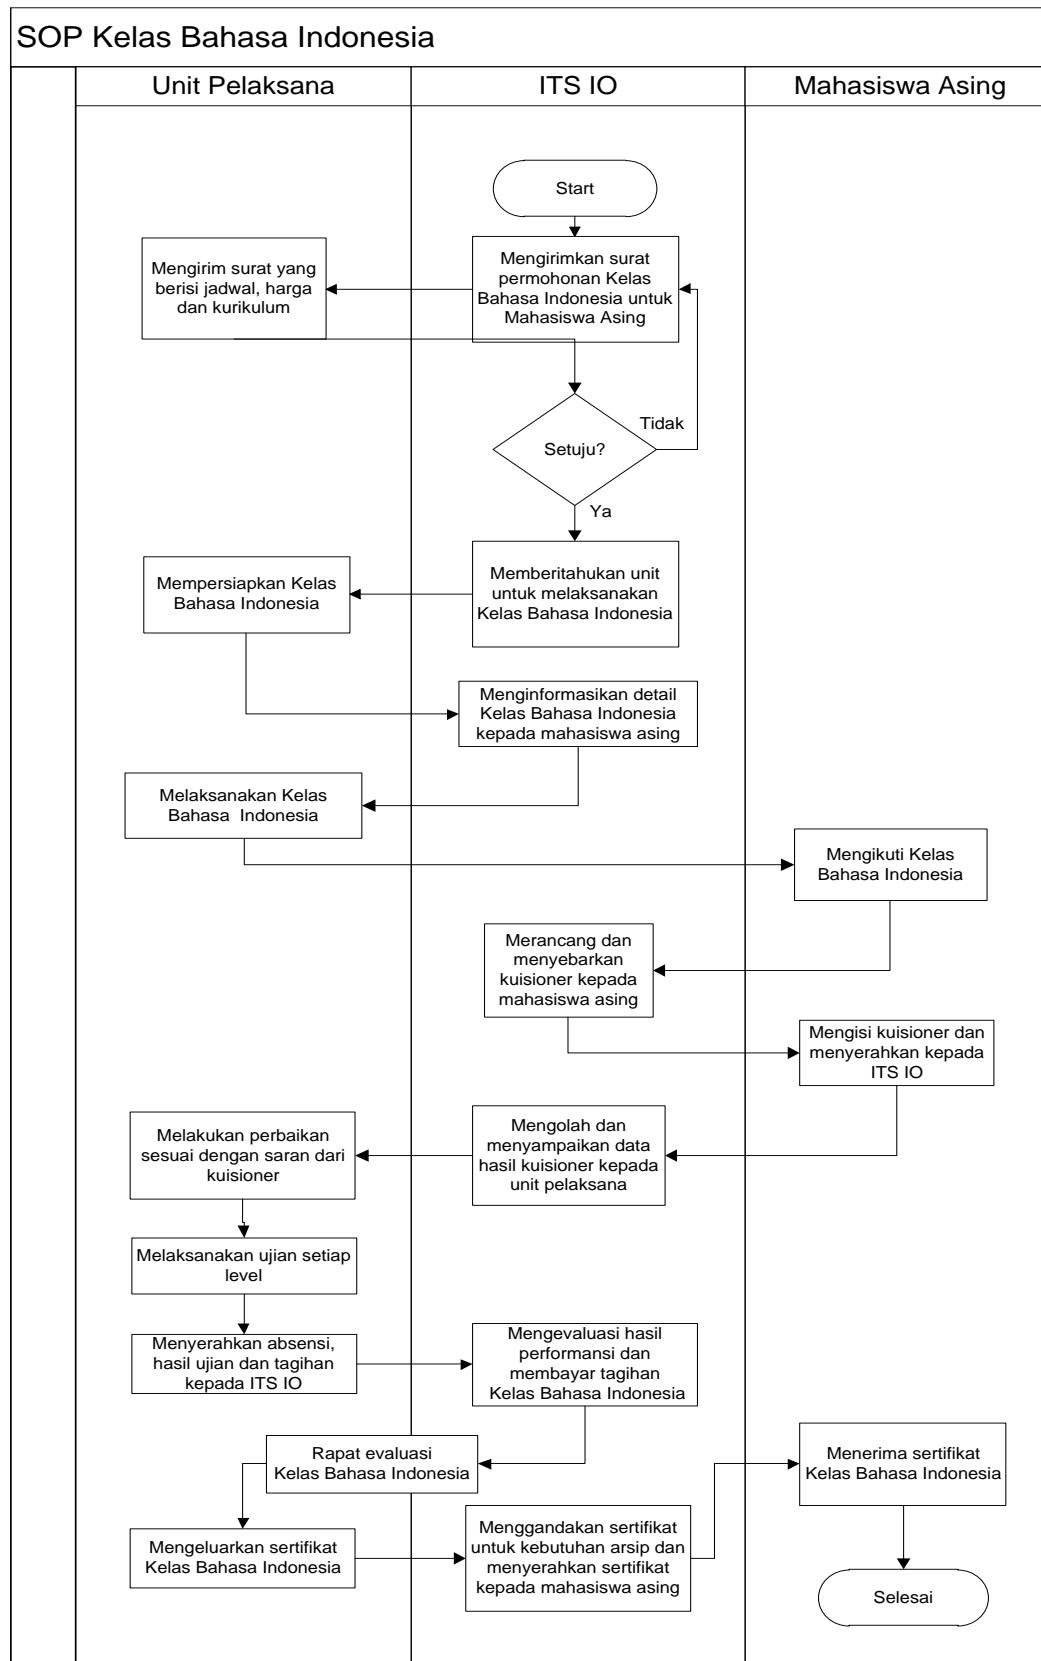 SOP Kelas Bahasa Indonesia
Unit Pelaksana
ITS IO
Mahasiswa Asing
Start
Mengirimkan surat
permohonan Kelas
Bahasa Indonesia untuk
Mahasiswa Asing
Mengirim surat yang
berisi jadwal, harga
dan kurikulum
Setuju?
Tidak
Ya
Memberitahukan unit
untuk melaksanakan
Kelas Bahasa Indonesia
Mempersiapkan Kelas
Bahasa Indonesia
Menginformasikan detail
Kelas Bahasa Indonesia
kepada mahasiswa asing
Melaksanakan Kelas
Bahasa Indonesia
Mengikuti Kelas
Bahasa Indonesia
Merancang dan
menyebarkan
kuisioner kepada
mahasiswa asing
Mengisi kuisioner dan
menyerahkan kepada
ITS IO
Mengolah dan
menyampaikan data
hasil kuisioner kepada
unit pelaksana
Melakukan perbaikan
sesuai dengan saran dari
kuisioner
Melaksanakan ujian setiap
level
Menyerahkan absensi,
hasil ujian dan tagihan
kepada ITS IO
Mengevaluasi hasil
performansi dan
membayar tagihan
Kelas Bahasa Indonesia
Rapat evaluasi
Kelas Bahasa Indonesia
Mengeluarkan sertifikat
Kelas Bahasa Indonesia
Menggandakan sertifikat
untuk kebutuhan arsip dan
menyerahkan sertifikat
kepada mahasiswa asing
Menerima sertifikat
Kelas Bahasa Indonesia
Selesai